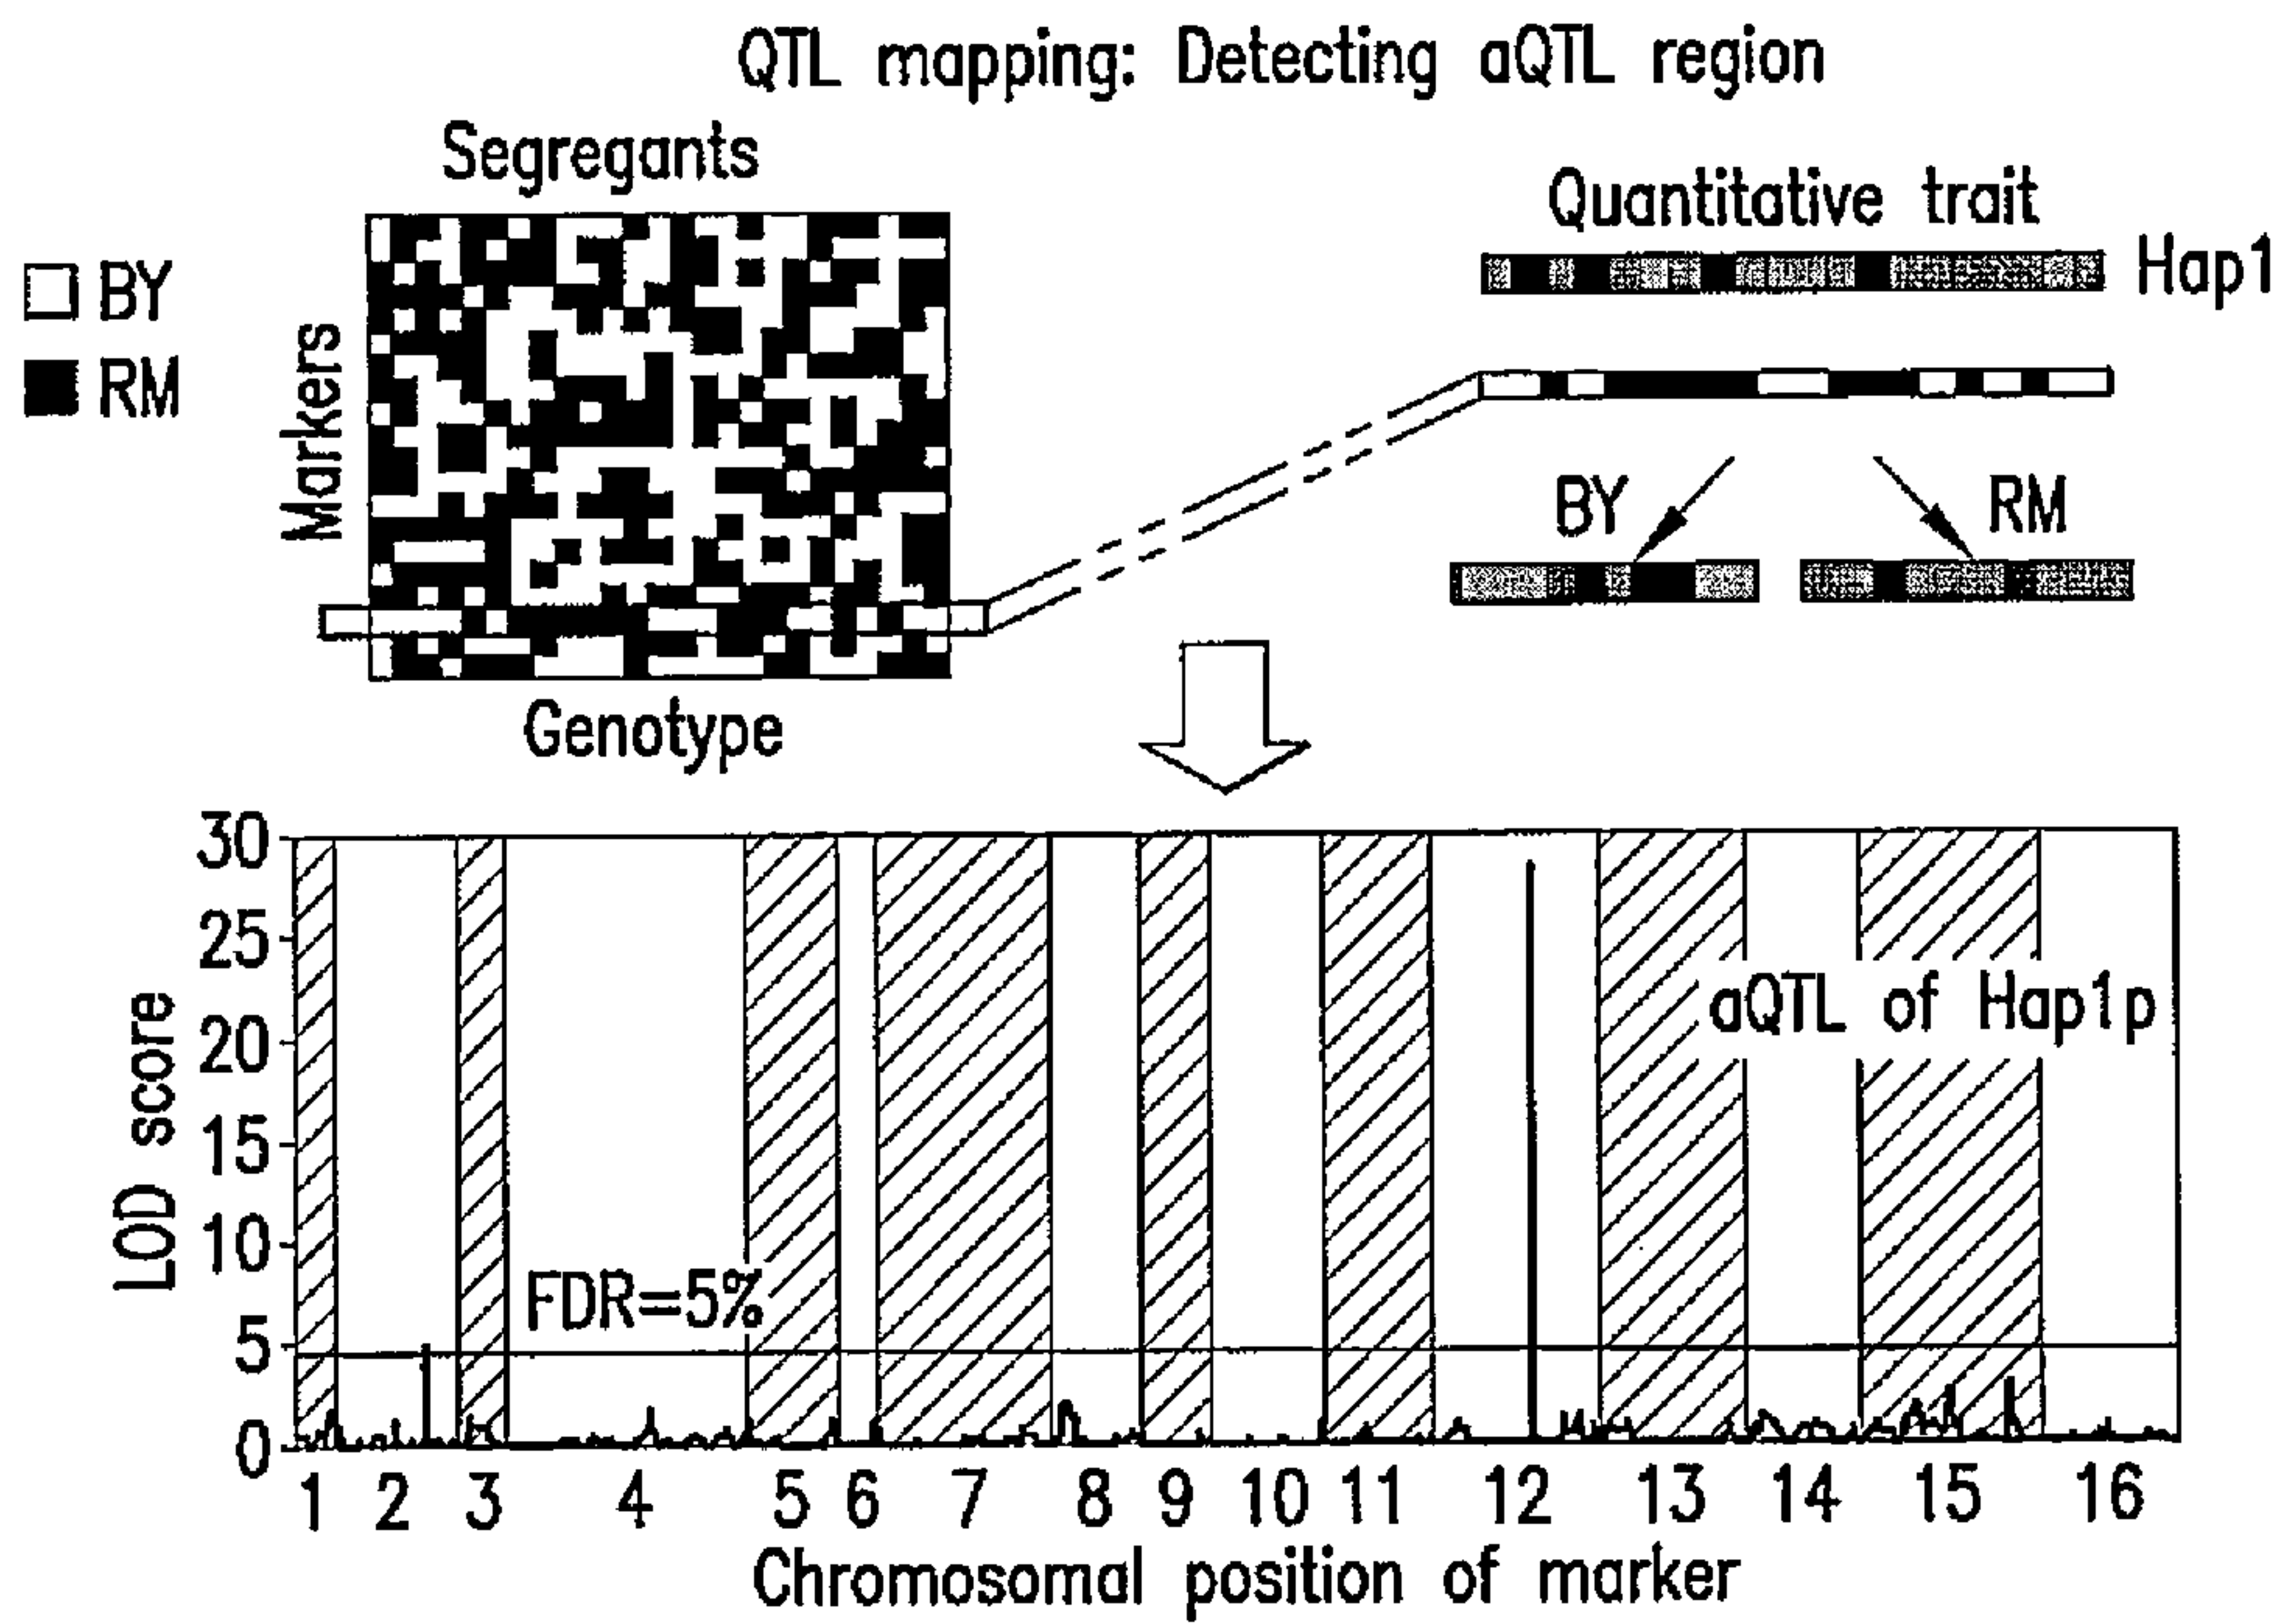 QTL mapping: Detecting aQTL region
Segregants
Quantitative trait
BY
Hap1
RM
Markers
BY
RM
Genotype
30
25
20
15
10
5
0
LOD score
aQTL of Hap1p
FDR=5%
1 2 3 4 5 6 7 8 9 10 11 12 13 14 15 16
Chromosomal position of marker